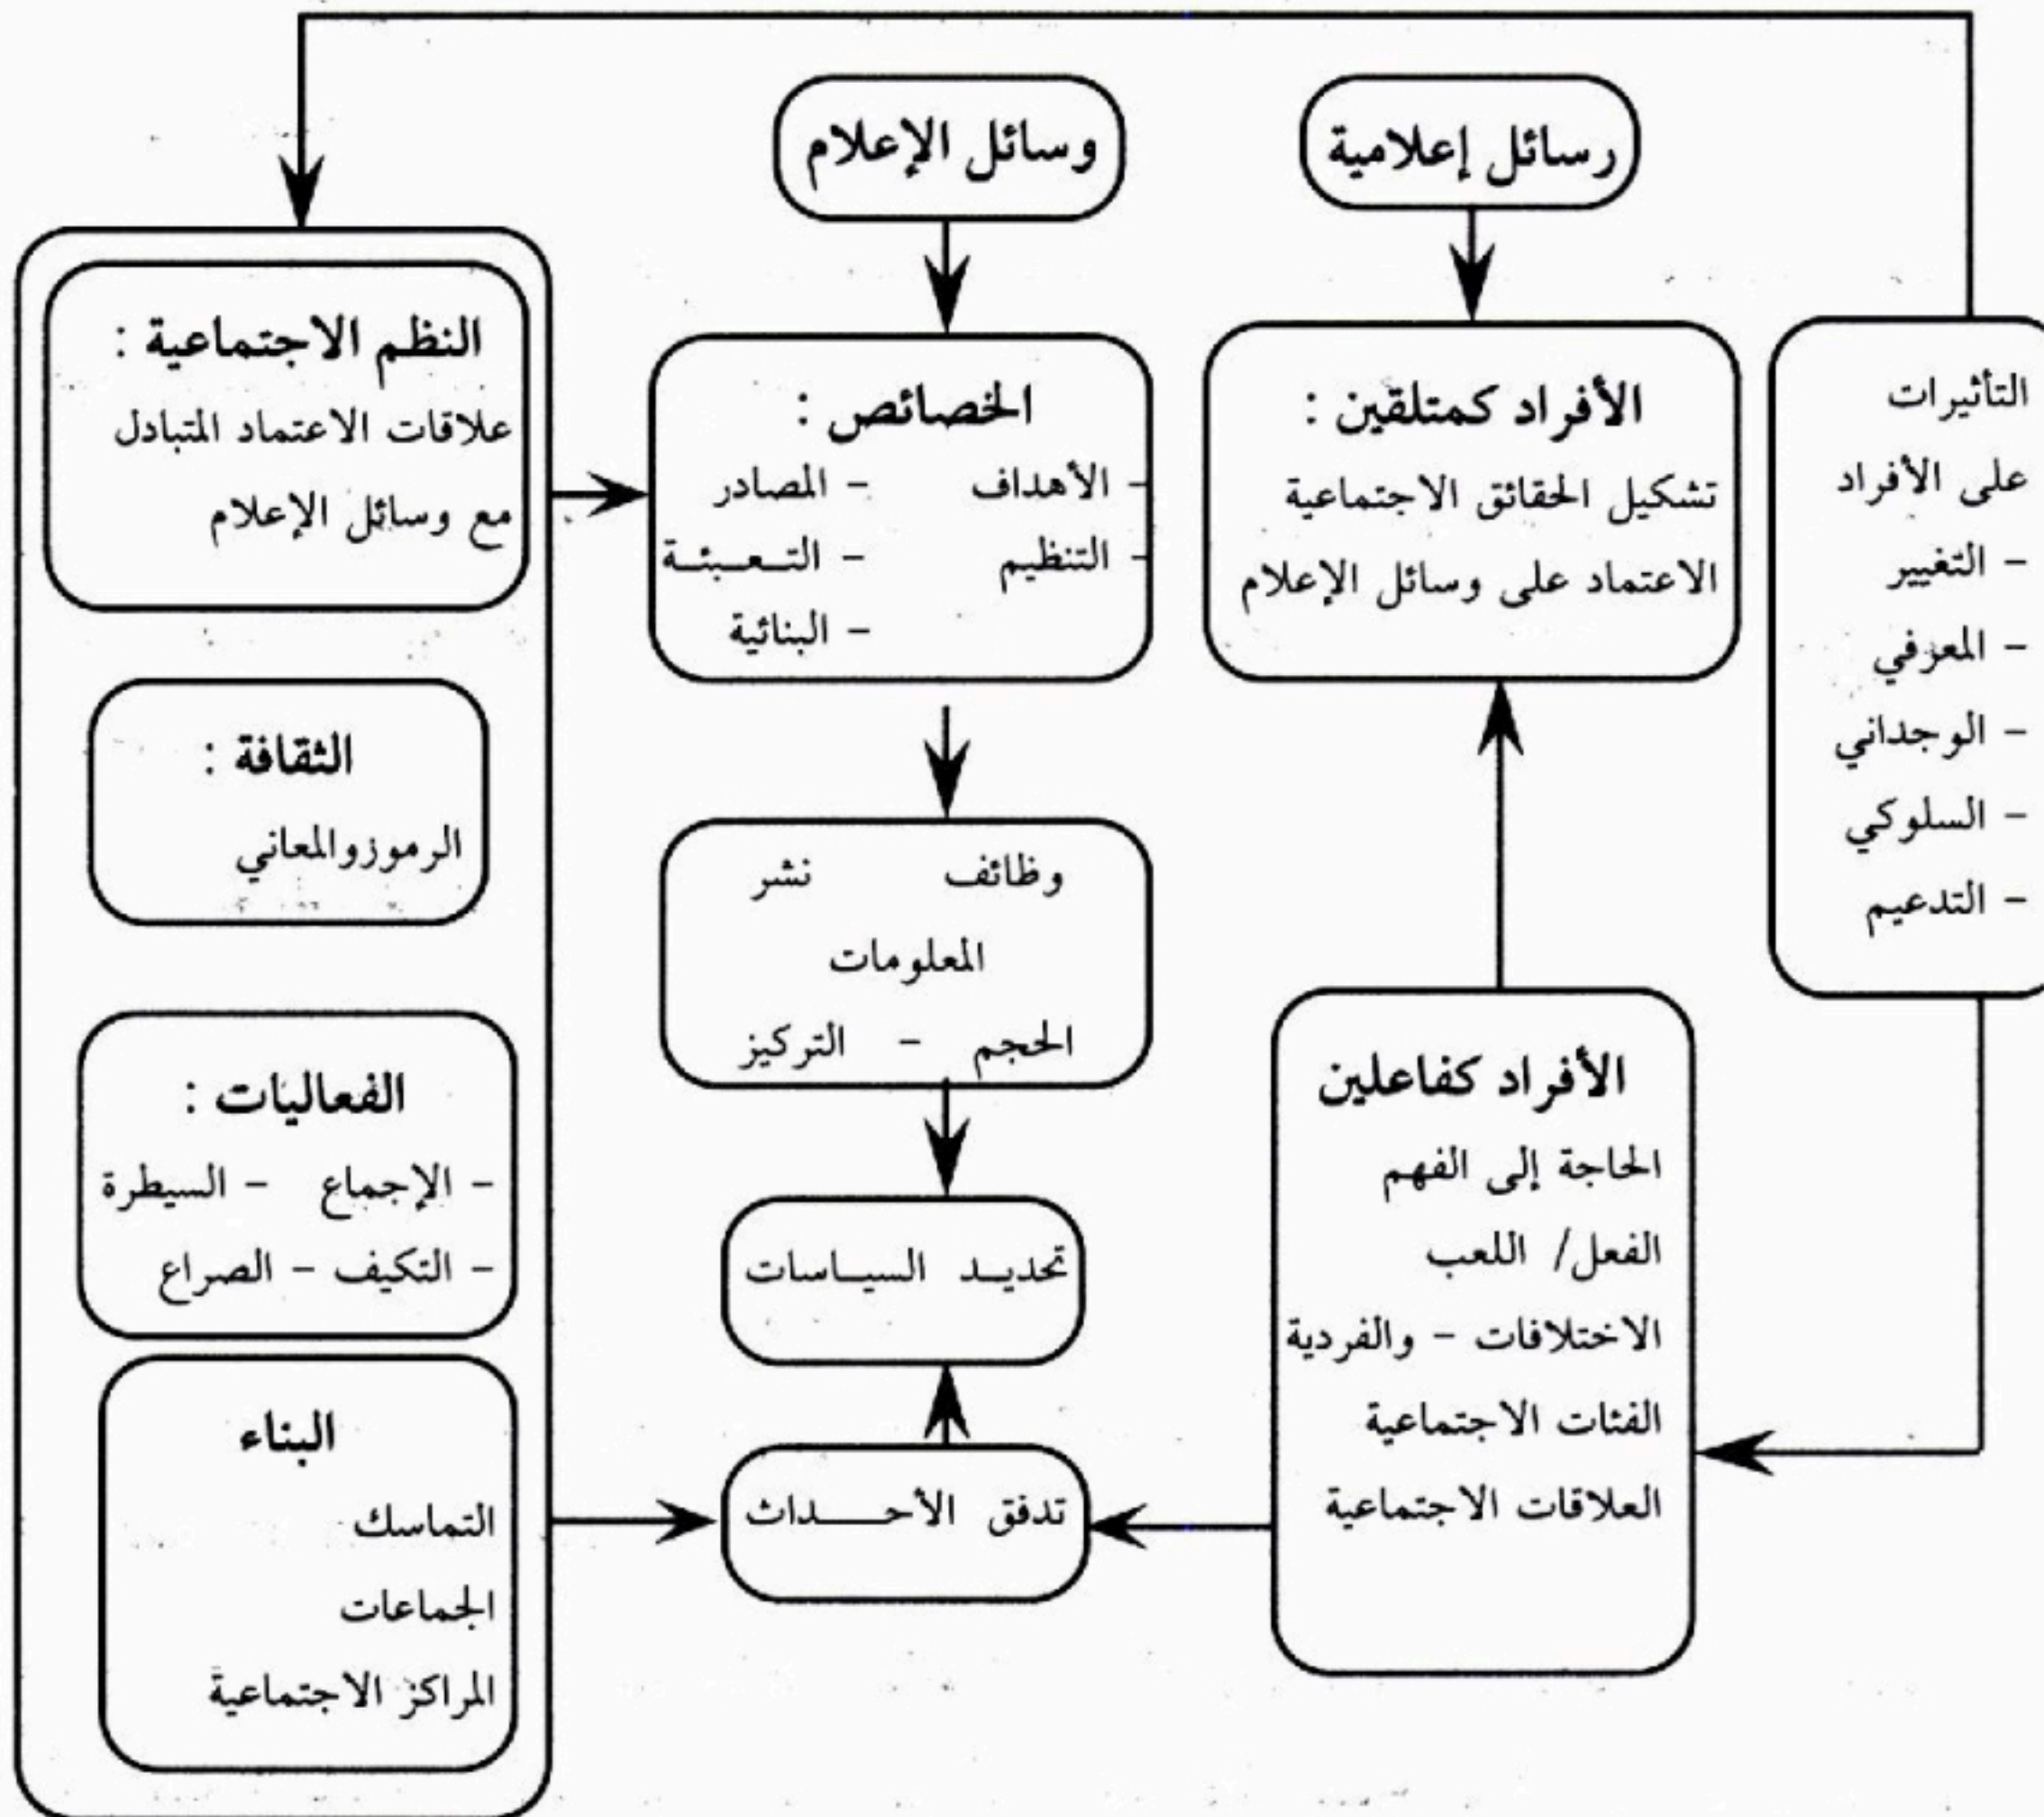 رسائل إعلامية
وسائل الإعلام
التأثيرات
على الأفراد
– التغيير
– المعرفي
– الوجداني
– السلوكي
– التدعيم
الأفراد كمتلقين :
تشكيل الحقائق الاجتماعية
الاعتماد على وسائل الإعلام
الأفراد كفاعلين
الحاجة إلى الفهم
الفعل/ اللعب
الاختلافات – والفردية
الفئات الاجتماعية
العلاقات الاجتماعية
الخصائص :
– الأهداف – المصادر
– التنظيم – التعبئة
– البنائية
وظائف نشر
المعلومات
الحجم – التركيز
تحديد السياسات
تدفق الأحداث
النظم الاجتماعية :
علاقات الاعتماد المتبادل
مع وسائل الإعلام
الثقافة :
الرموزوالمعاني
الفعاليات :
– الإجماع – السيطرة
– التكيف – الصراع
البناء
التماسك
الجماعات
المراكز الاجتماعية